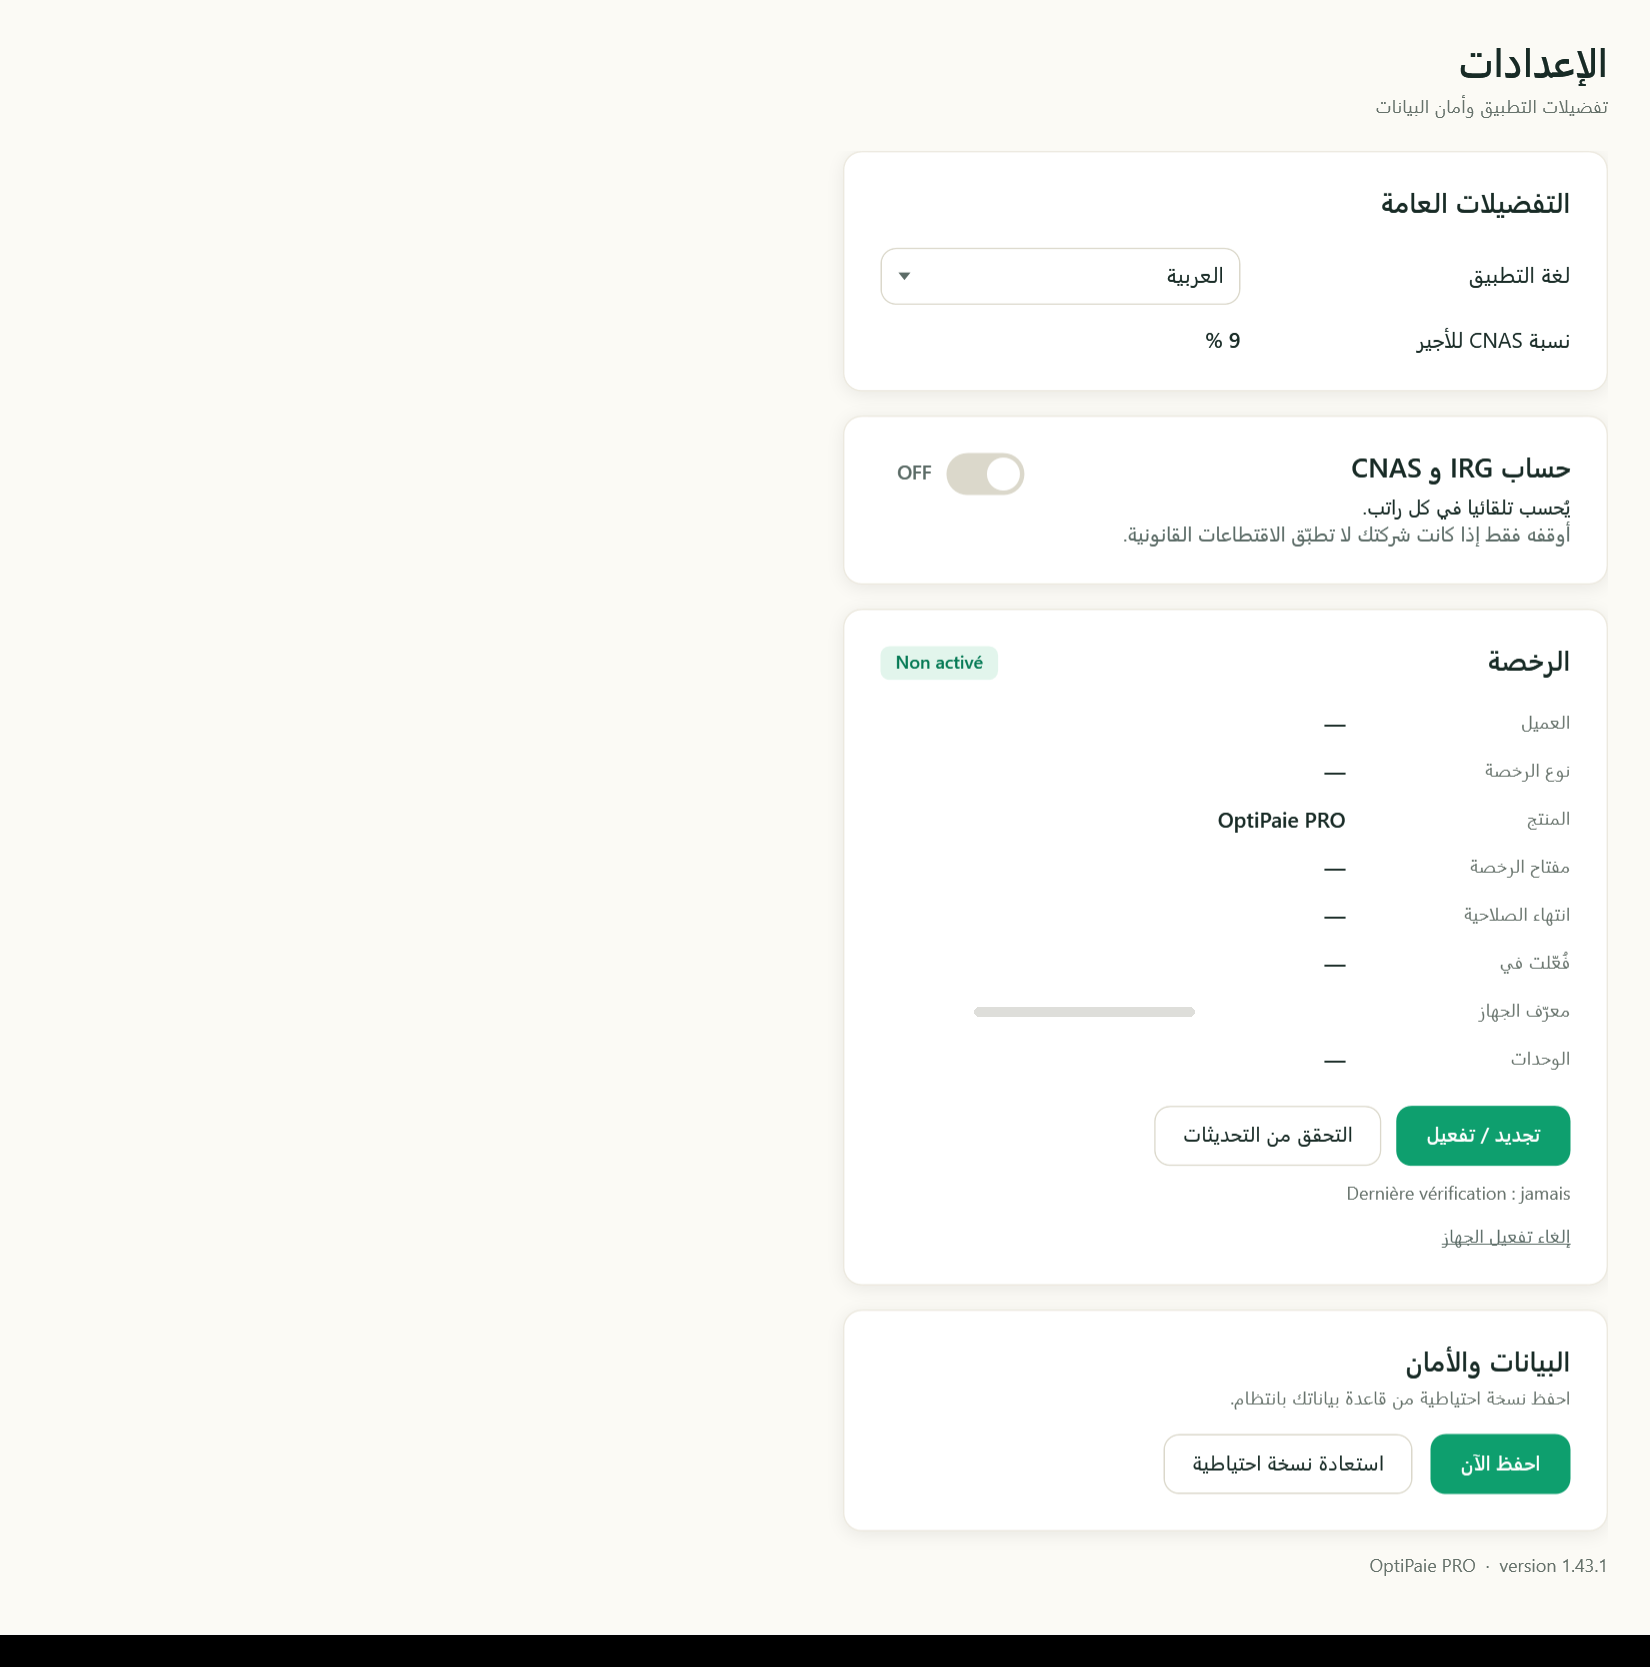 الإعدادات
تفضيلات التطبيق وأمان البيانات
التفضيلات العامة
لغة التطبيق العربية
نسبة CNAS للأجير 9 %
حساب IRG و CNAS OFF
يُحسب تلقائيا في كل راتب.
أوقفه فقط إذا كانت شركتك لا تطبّق الاقتطاعات القانونية.
الرخصة Non activé
العميل —
نوع الرخصة —
المنتج OptiPaie PRO
مفتاح الرخصة —
انتهاء الصلاحية —
فُعّلت في —
معرّف الجهاز
الوحدات —
تجديد / تفعيل التحقق من التحديثات
Dernière vérification : jamais
إلغاء تفعيل الجهاز
البيانات والأمان
احفظ نسخة احتياطية من قاعدة بياناتك بانتظام.
احفظ الآن استعادة نسخة احتياطية
OptiPaie PRO · version 1.43.1